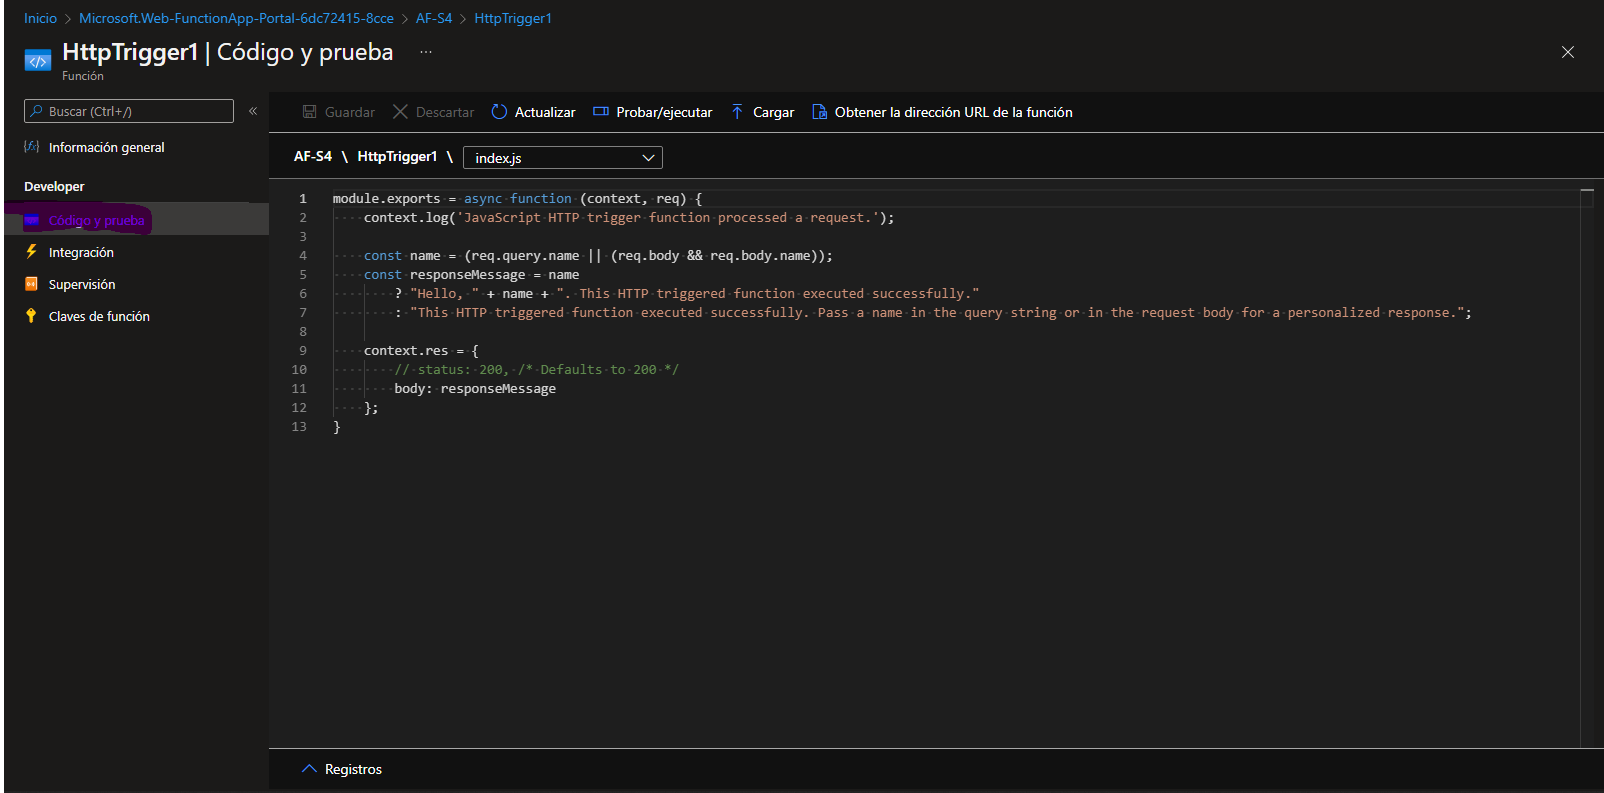 Inicio > Microsoft.Web-FunctionApp-Portal-6dc72415-8cce > AF-S4 > HttpTrigger1
HttpTrigger1 | Código y prueba ...
Función
Buscar (Ctrl+/) «
Información general
Developer
Código y prueba
Integración
Supervisión
Claves de función
Guardar Descartar Actualizar Probar/ejecutar Cargar Obtener la dirección URL de la función
AF-S4 \ HttpTrigger1 \ index.js
1 module.exports = async function (context, req) {
2     context.log('JavaScript HTTP trigger function processed a request.');
3
4     const name = (req.query.name || (req.body && req.body.name));
5     const responseMessage = name
6         ? "Hello, " + name + ". This HTTP triggered function executed successfully."
7         : "This HTTP triggered function executed successfully. Pass a name in the query string or in the request body for a personalized response.";
8
9     context.res = {
10         // status: 200, /* Defaults to 200 */
11         body: responseMessage
12     };
13 }
Registros